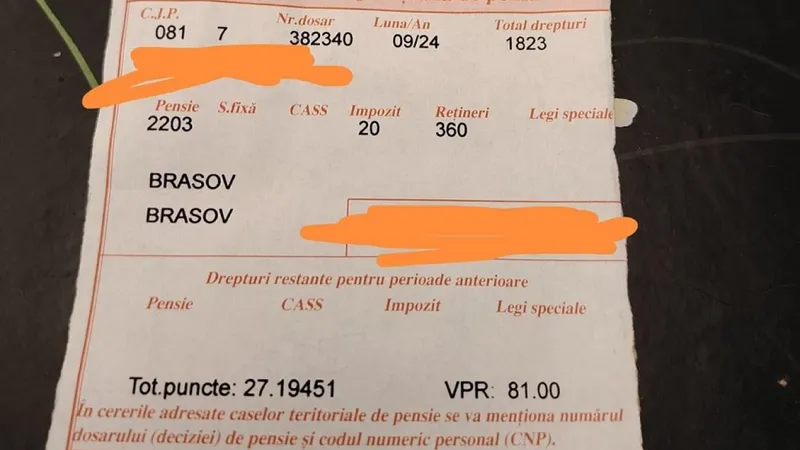 C.J.P. Nr.dosar Luna/An Total drepturi
081 7 382340 09/24 1823
Pensie S.fixă CASS Impozit Rețineri Legi speciale
2203 20 360
BRASOV
BRASOV
Drepturi restante pentru perioade anterioare
Pensie CASS Impozit Legi speciale
Tot.puncte: 27.19451 VPR: 81.00
În cererile adresate caselor teritoriale de pensie se va menționa numărul
dosarului (deciziei) de pensie și codul numeric personal (CNP).